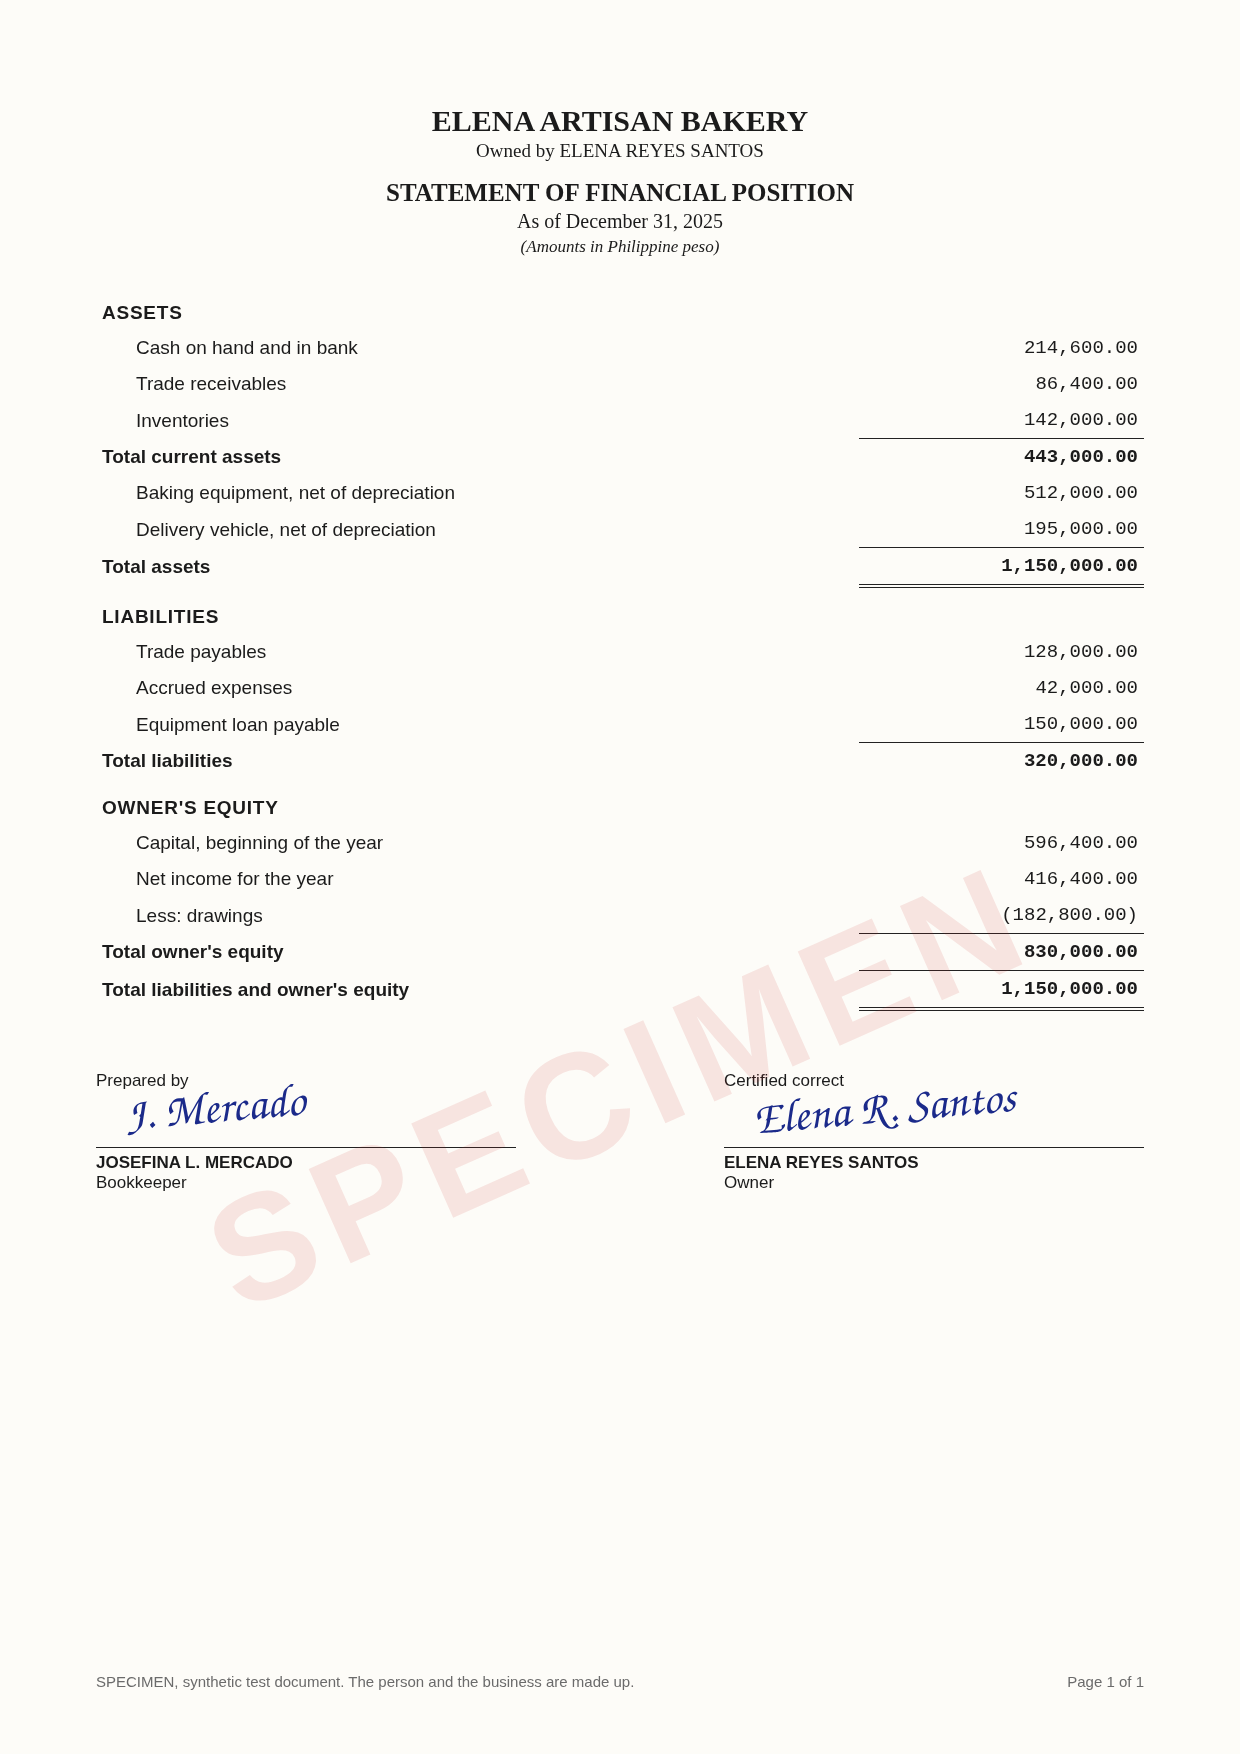 ELENA ARTISAN BAKERY
Owned by ELENA REYES SANTOS
STATEMENT OF FINANCIAL POSITION
As of December 31, 2025
(Amounts in Philippine peso)
ASSETS
Cash on hand and in bank 214,600.00
Trade receivables 86,400.00
Inventories 142,000.00
Total current assets 443,000.00
Baking equipment, net of depreciation 512,000.00
Delivery vehicle, net of depreciation 195,000.00
Total assets 1,150,000.00
LIABILITIES
Trade payables 128,000.00
Accrued expenses 42,000.00
Equipment loan payable 150,000.00
Total liabilities 320,000.00
OWNER'S EQUITY
Capital, beginning of the year 596,400.00
Net income for the year 416,400.00
Less: drawings (182,800.00)
Total owner's equity 830,000.00
Total liabilities and owner's equity 1,150,000.00
SPECIMEN
Prepared by Certified correct
J. Mercado Elena R. Santos
JOSEFINA L. MERCADO ELENA REYES SANTOS
Bookkeeper Owner
SPECIMEN, synthetic test document. The person and the business are made up. Page 1 of 1